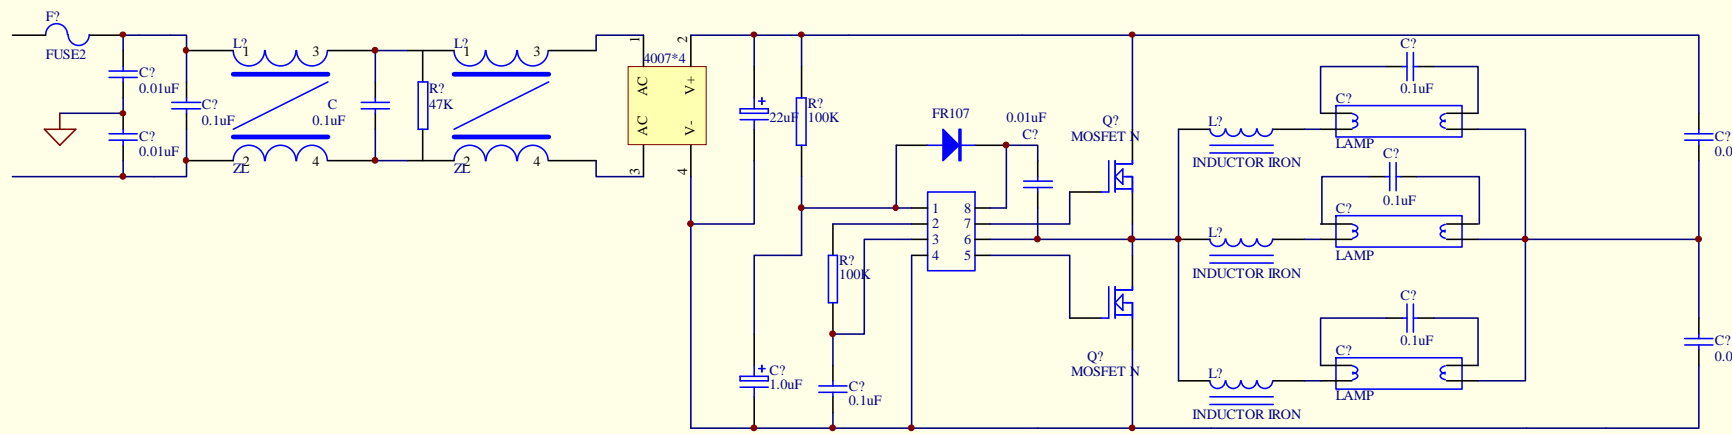 F?
FUSE2
C?
0.01uF
C?
0.01uF
C?
0.1uF
L?
1
3
2
4
ZL
C
0.1uF
R?
47K
L?
1
3
2
4
ZL
4007*4
1
2
3
4
AC
V+
AC
V-
22uF
R?
100K
C?
1.0uF
R?
100K
C?
0.1uF
FR107
0.01uF
C?
1
2
3
4
8
7
6
5
Q?
MOSFET N
Q?
MOSFET N
L?
INDUCTOR IRON
L?
INDUCTOR IRON
L?
INDUCTOR IRON
C?
0.1uF
C?
LAMP
C?
0.1uF
C?
LAMP
C?
0.1uF
C?
LAMP
C?
0.0
C?
0.0